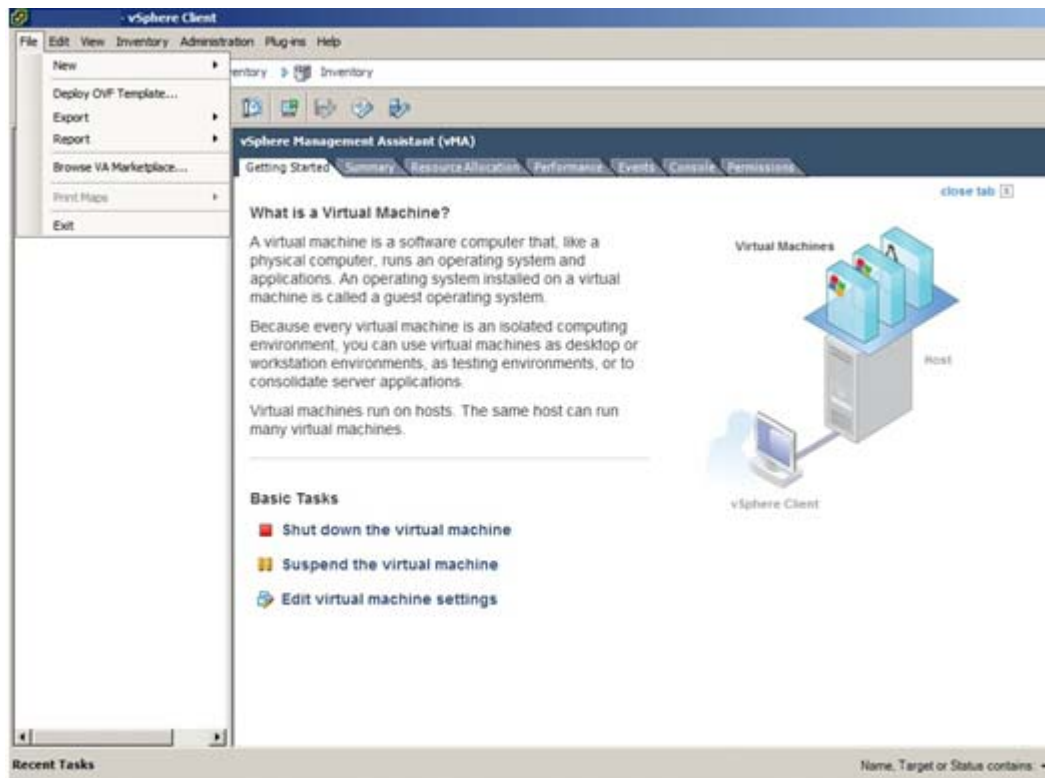 - vSphere Client
File Edit View Inventory Administration Plug-ins Help
New
Deploy OVF Template...
Export
Report
Browse VA Marketplace...
Print Maps
Exit
entory Inventory
vSphere Management Assistant (vMA)
Getting Started Summary Resource Allocation Performance Events Console Permissions
close tab
What is a Virtual Machine?
A virtual machine is a software computer that, like a
physical computer, runs an operating system and
applications. An operating system installed on a virtual
machine is called a guest operating system.
Because every virtual machine is an isolated computing
environment, you can use virtual machines as desktop or
workstation environments, as testing environments, or to
consolidate server applications.
Virtual machines run on hosts. The same host can run
many virtual machines.
Virtual Machines
Host
vSphere Client
Basic Tasks
Shut down the virtual machine
Suspend the virtual machine
Edit virtual machine settings
Recent Tasks
Name, Target or Status contains: